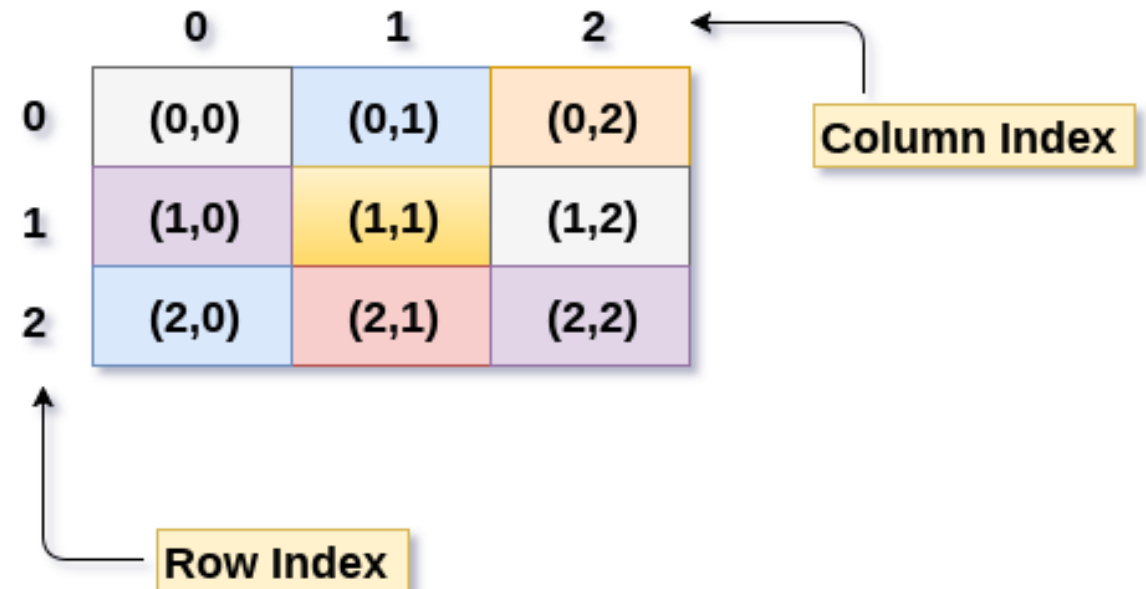 0 1 2
Column Index
0 (0,0) (0,1) (0,2)
1 (1,0) (1,1) (1,2)
2 (2,0) (2,1) (2,2)
Row Index